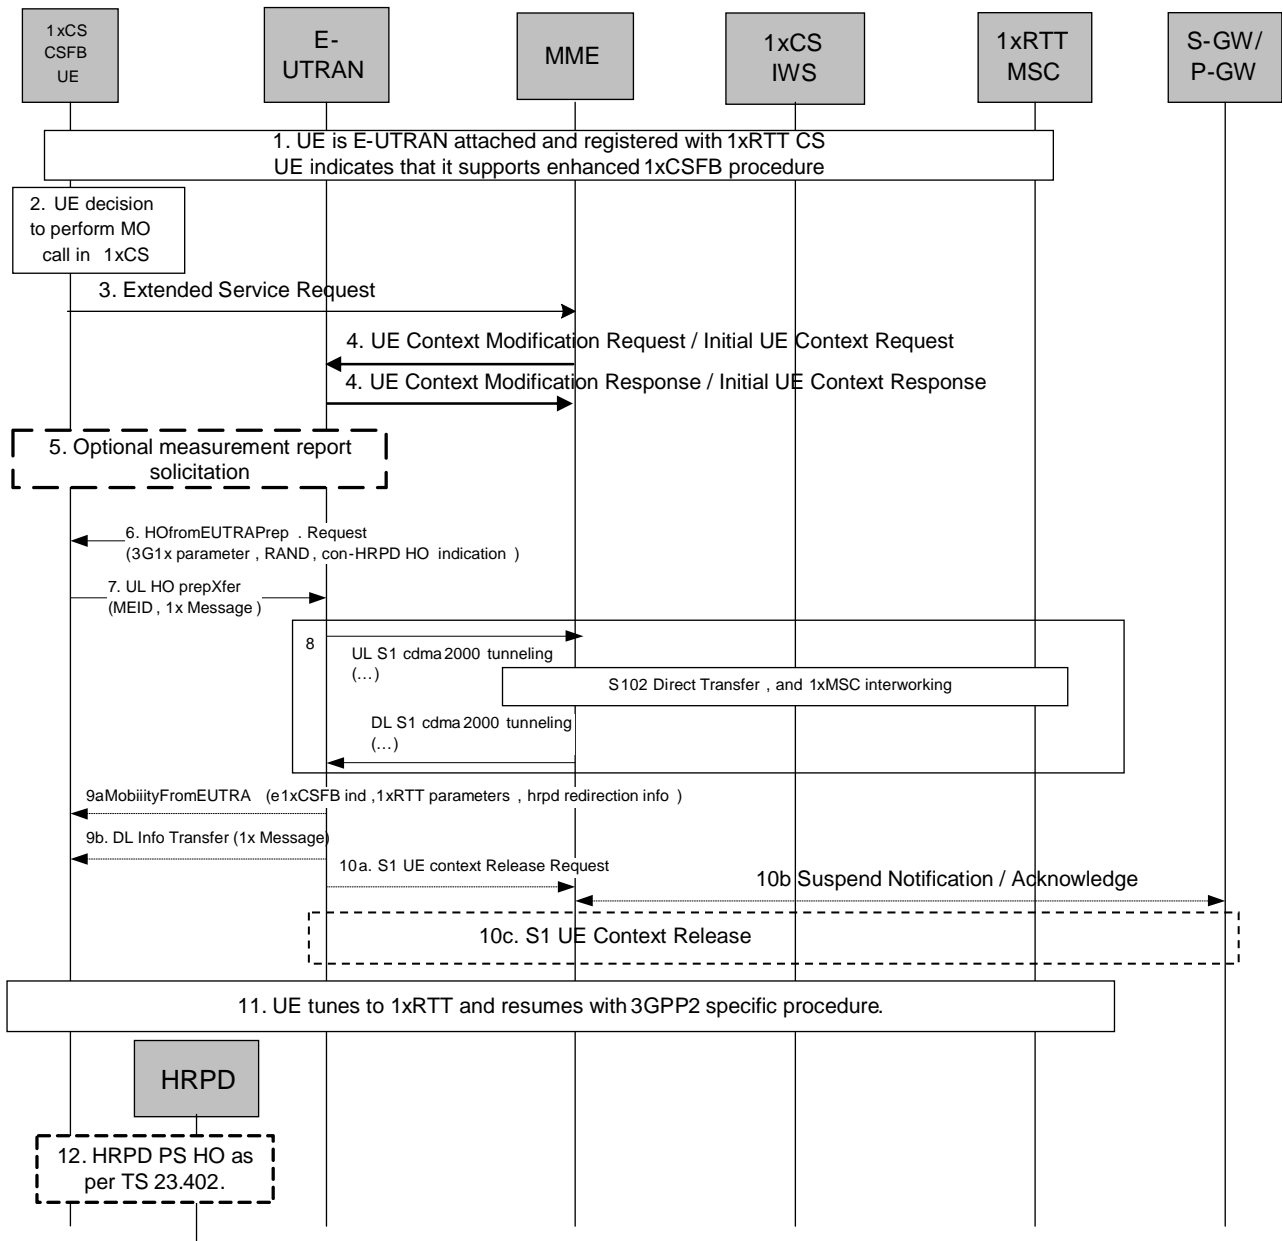 1xCS
CSFB
UE
E-
UTRAN
MME
1xCS
IWS
1xRTT
MSC
S-GW/
P-GW
1. UE is E-UTRAN attached and registered with 1xRTT CS
UE indicates that it supports enhanced 1xCSFB procedure
2. UE decision
to perform MO
call in 1xCS
3. Extended Service Request
4. UE Context Modification Request / Initial UE Context Request
4. UE Context Modification Response / Initial UE Context Response
5. Optional measurement report
solicitation
6. HOfromEUTRAPrep . Request
(3G1x parameter , RAND , con-HRPD HO indication )
7. UL HO prepXfer
(MEID , 1x Message )
8
UL S1 cdma2000 tunneling
(...)
S102 Direct Transfer , and 1xMSC interworking
DL S1 cdma2000 tunneling
(...)
9aMobiiityFromEUTRA (e1xCSFB ind ,1xRTT parameters , hrpd redirection info )
9b. DL Info Transfer (1x Message)
10a. S1 UE context Release Request
10b Suspend Notification / Acknowledge
10c. S1 UE Context Release
11. UE tunes to 1xRTT and resumes with 3GPP2 specific procedure.
HRPD
12. HRPD PS HO as
per TS 23.402.